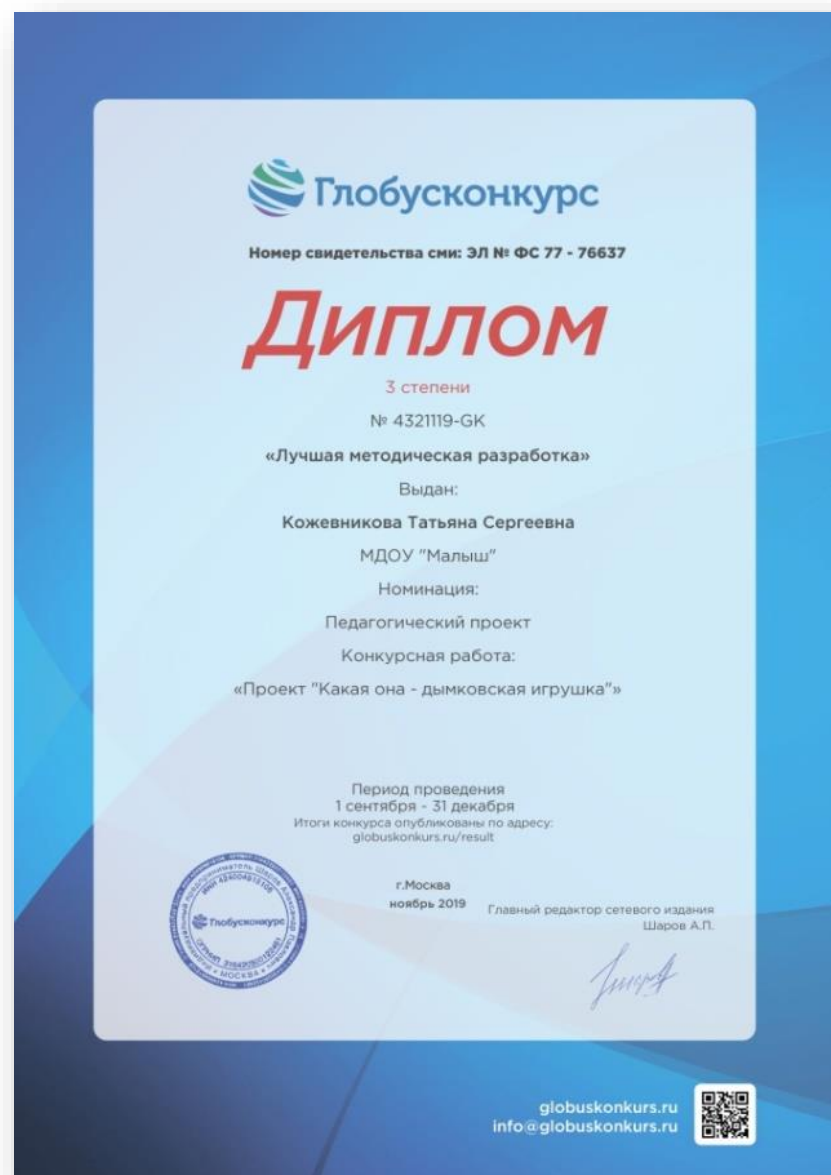 Глобусконкурс
Номер свидетельства сми: ЭЛ № ФС 77 - 76637
Диплом
3 степени
№ 4321119-GK
«Лучшая методическая разработка»
Выдан:
Кожевникова Татьяна Сергеевна
МДОУ "Малыш"
Номинация:
Педагогический проект
Конкурсная работа:
«Проект "Какая она - дымковская игрушка"»
Период проведения
1 сентября - 31 декабря
Итоги конкурса опубликованы по адресу:
globuskonkurs.ru/result
г.Москва
ноябрь 2019
Главный редактор сетевого издания
Шаров А.П.
Глобусконкурс
• МОСКВА •
globuskonkurs.ru
info@globuskonkurs.ru